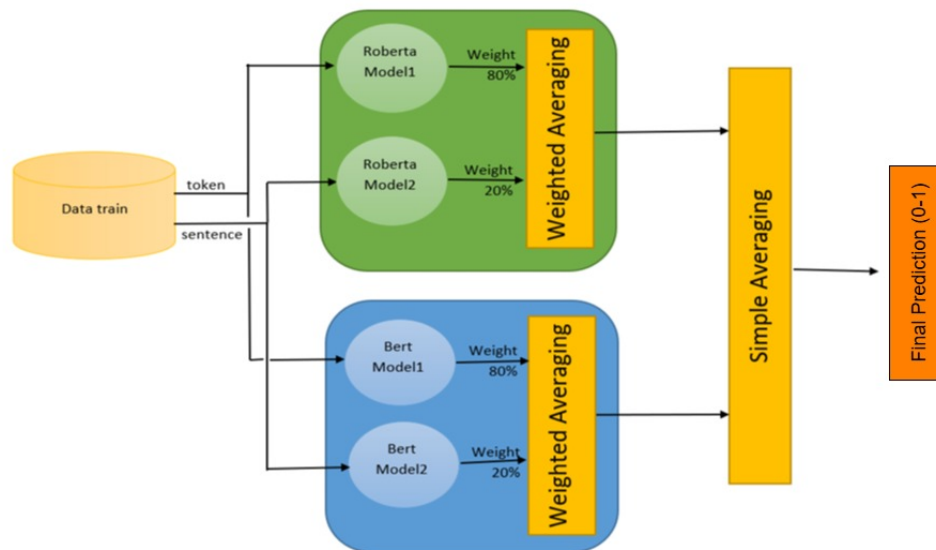 Data train
token
sentence
Roberta
Model1
Weight
80%
Roberta
Model2
Weight
20%
Weighted Averaging
Bert
Model1
Weight
80%
Bert
Model2
Weight
20%
Weighted Averaging
Simple Averaging
Final Prediction (0-1)